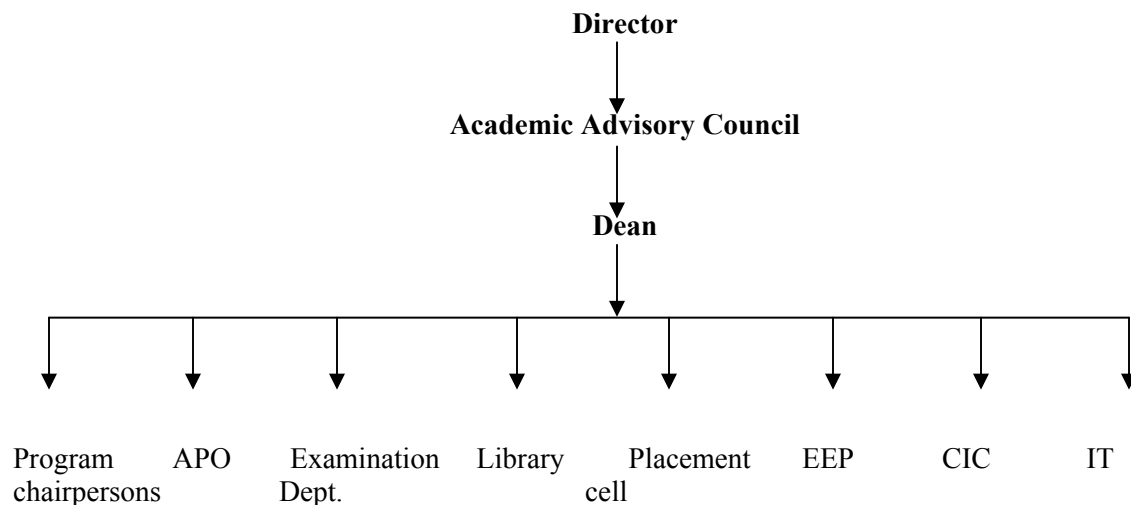 Director
Academic Advisory Council
Dean
Program APO Examination Library Placement EEP CIC IT
chairpersons Dept. cell